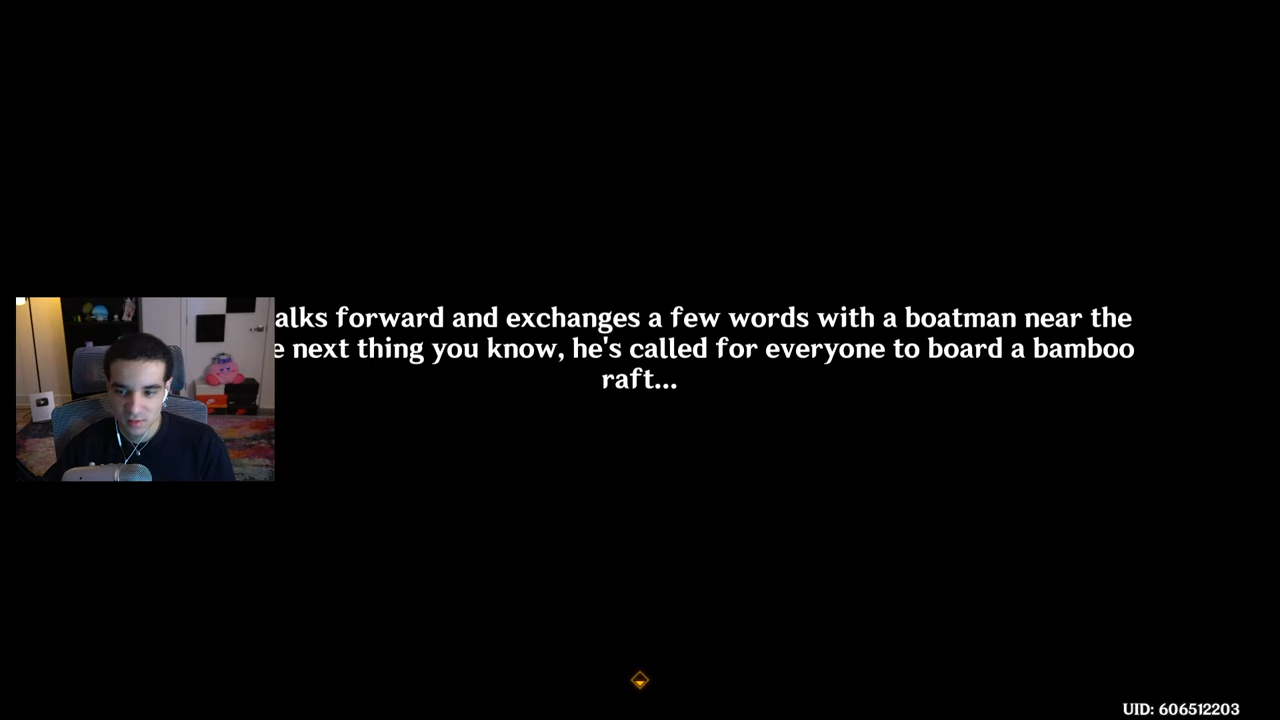 alks forward and exchanges a few words with a boatman near the
e next thing you know, he's called for everyone to board a bamboo
raft...
UID: 606512203